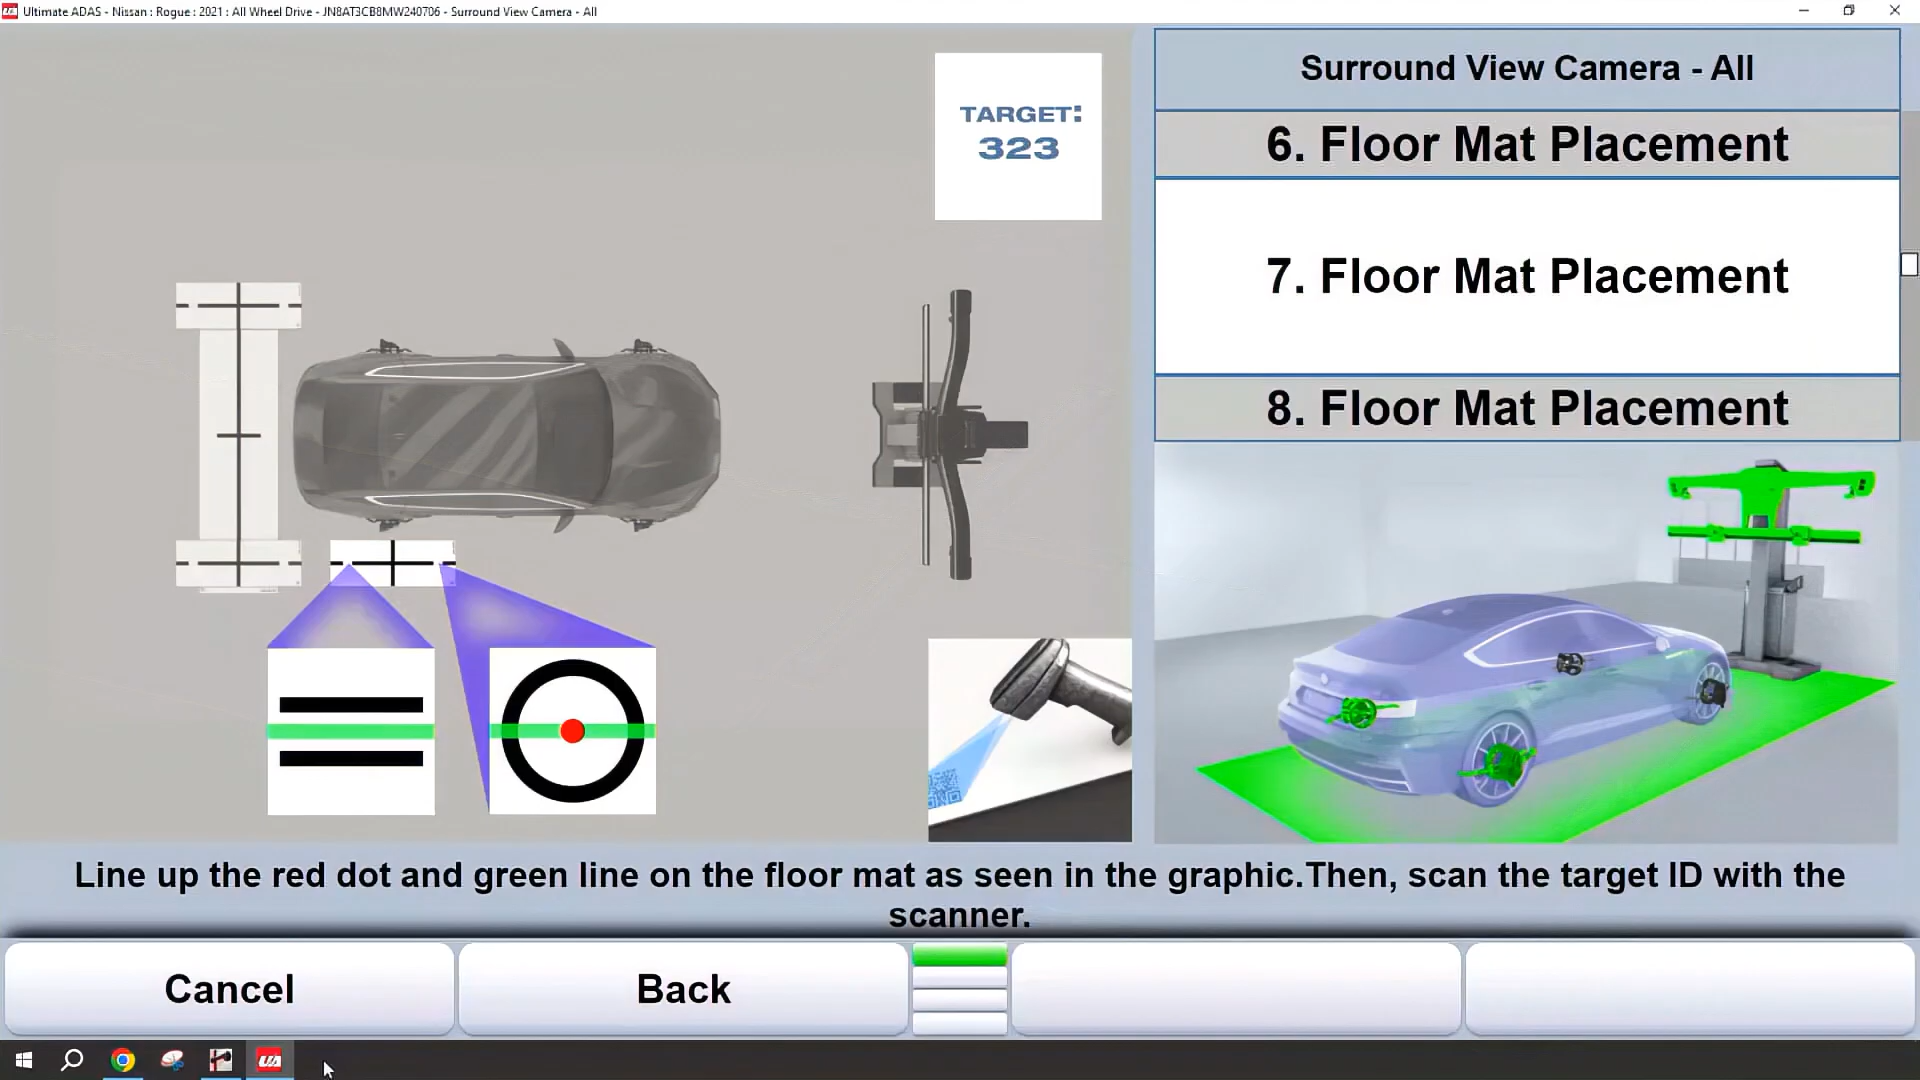 Ultimate ADAS - Nissan : Rogue : 2021 : All Wheel Drive - JN8AT3CB8MW240706 - Surround View Camera - All
TARGET:
323
Surround View Camera - All
6. Floor Mat Placement
7. Floor Mat Placement
8. Floor Mat Placement
Line up the red dot and green line on the floor mat as seen in the graphic.Then, scan the target ID with the
scanner.
Cancel
Back
UA